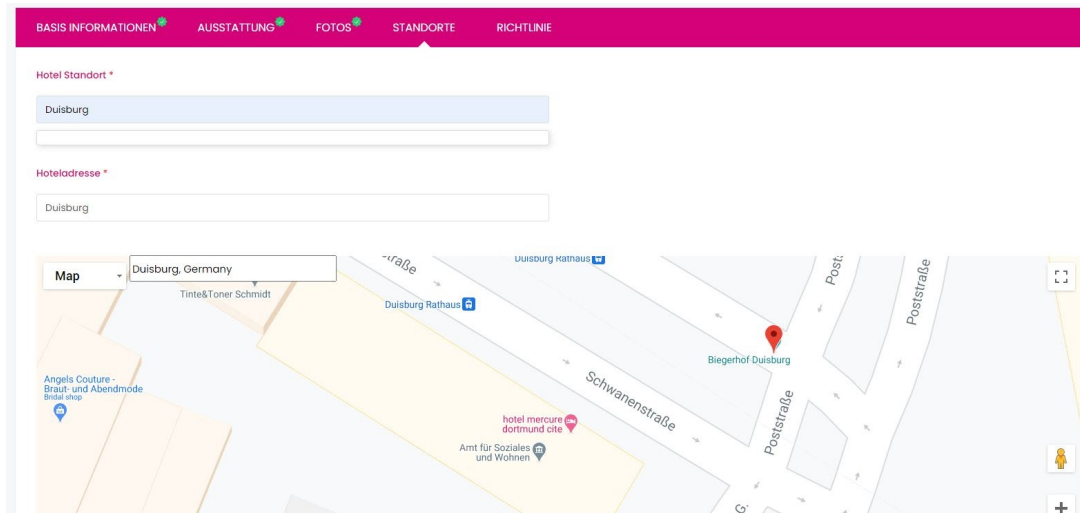 BASIS INFORMATIONEN AUSSTATTUNG FOTOS STANDORTE RICHTLINIE
Hotel Standort *
Duisburg
Hoteladresse *
Duisburg
Map
Duisburg, Germany
Tinte&Toner Schmidt
raße
Duisburg Rathaus
Posts
Poststraße
Duisburg Rathaus
Biegerhof Duisburg
Angels Couture -
Braut- und Abendmode
Bridal shop
Schwanenstraße
Poststraße
hotel mercure
dortmund cite
Amt für Soziales
und Wohnen
G.
+